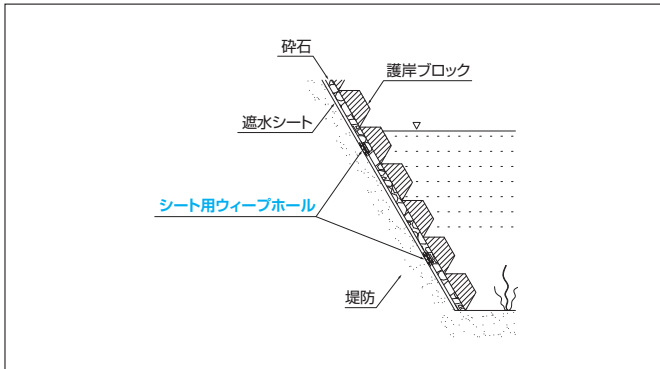 砕石
護岸ブロック
遮水シート
シート用ウィープホール
堤防